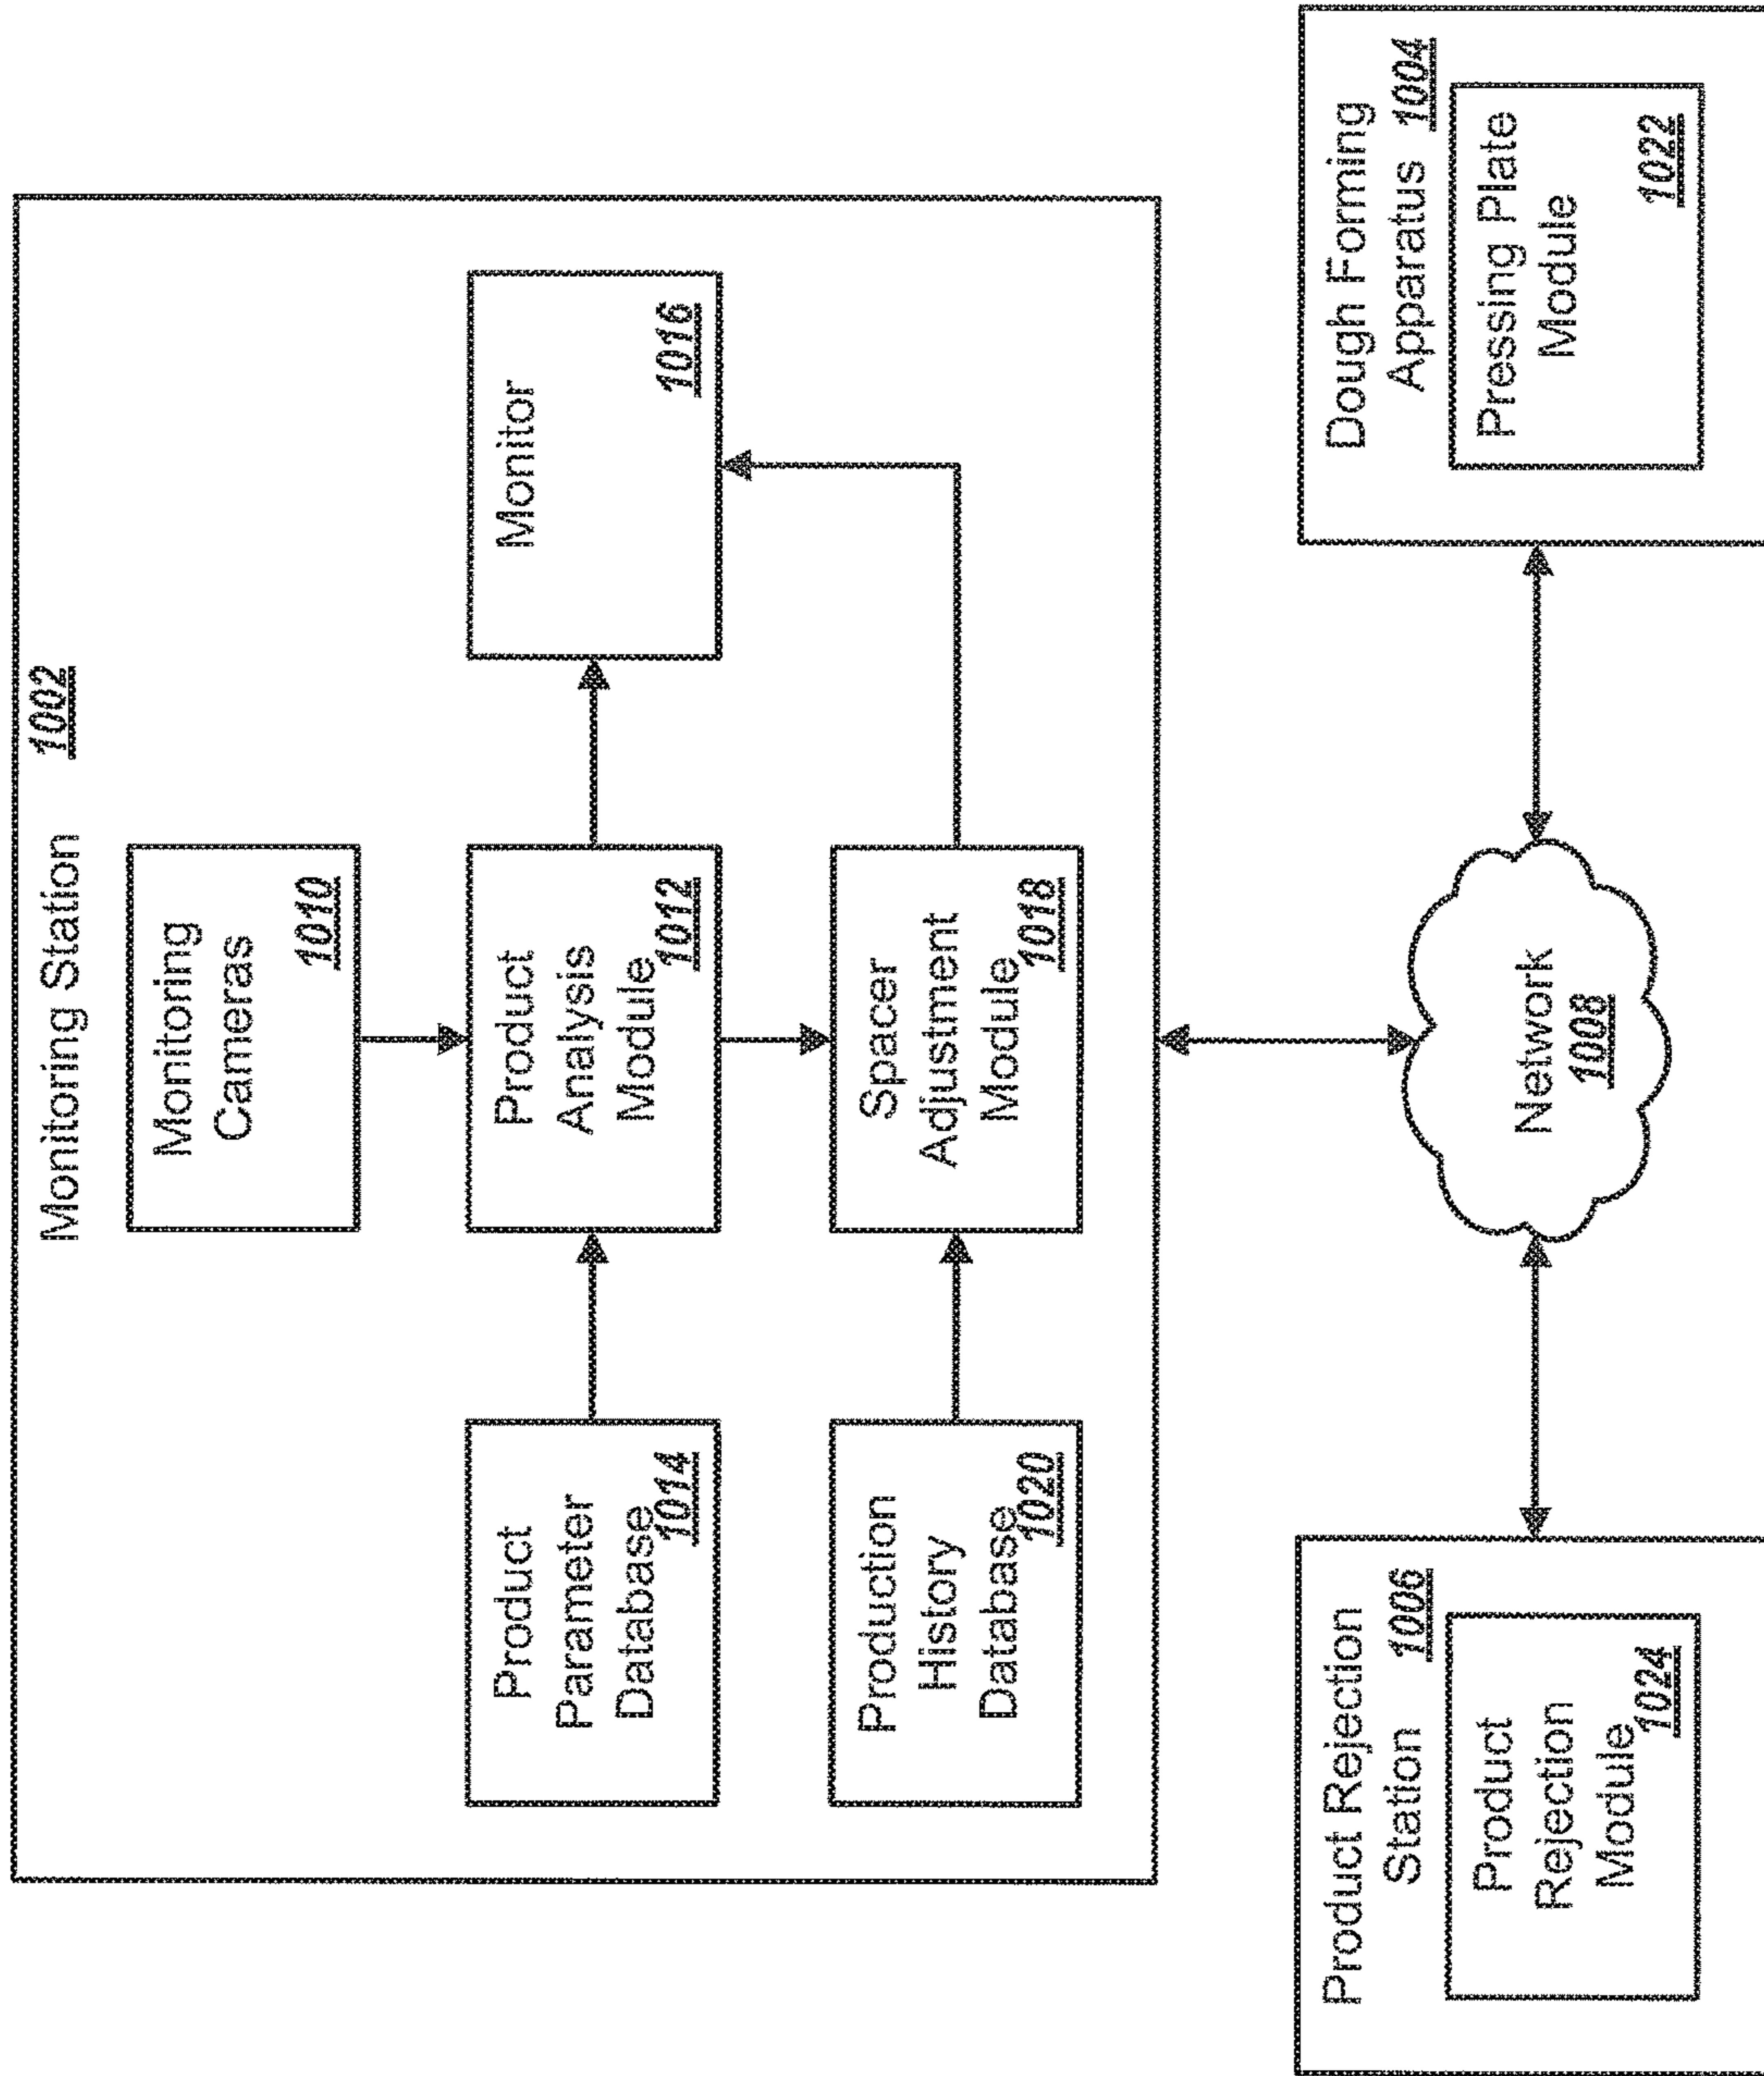 Monitoring Station 1002
Monitoring
Cameras
1010
Product
Parameter
Database
1014
Product
Analysis
Module
1012
Monitor
1016
Production
History
Database
1020
Spacer
Adjustment
Module
1018
Network
1008
Product Rejection
Station 1006
Product
Rejection
Module
1024
Dough Forming
Apparatus 1004
Pressing Plate
Module
1022